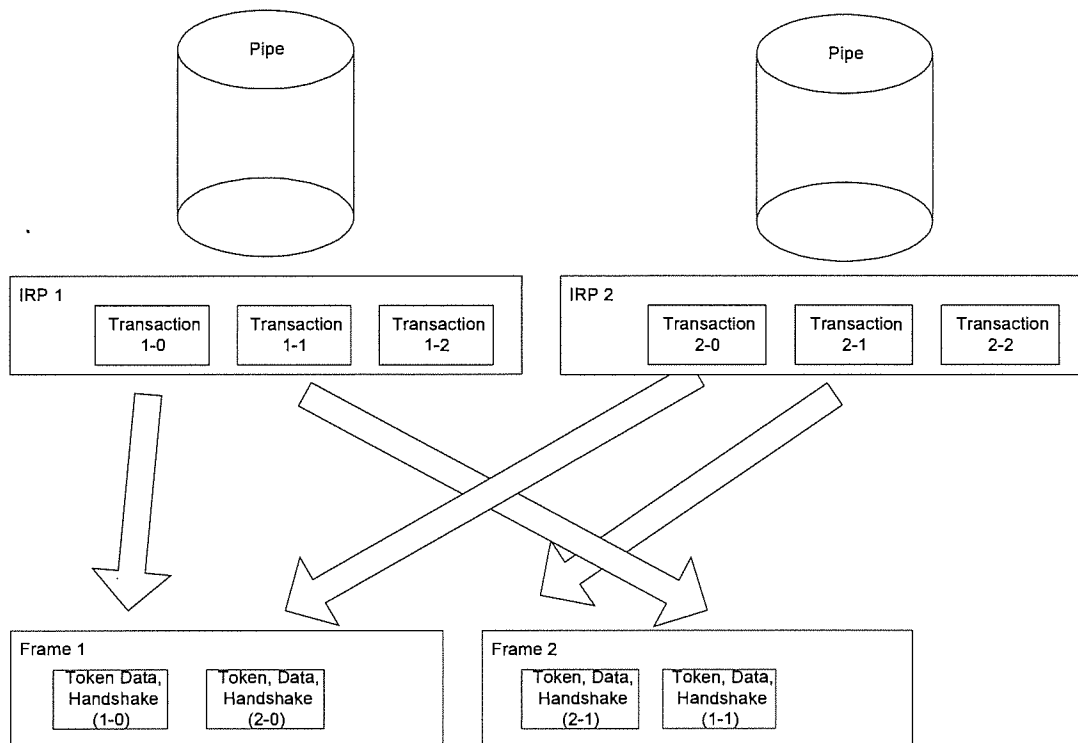 Pipe
Pipe
IRP 1
Transaction
1-0
Transaction
1-1
Transaction
1-2
IRP 2
Transaction
2-0
Transaction
2-1
Transaction
2-2
Frame 1
Token Data,
Handshake
(1-0)
Token, Data,
Handshake
(2-0)
Frame 2
Token, Data,
Handshake
(2-1)
Token, Data,
Handshake
(1-1)